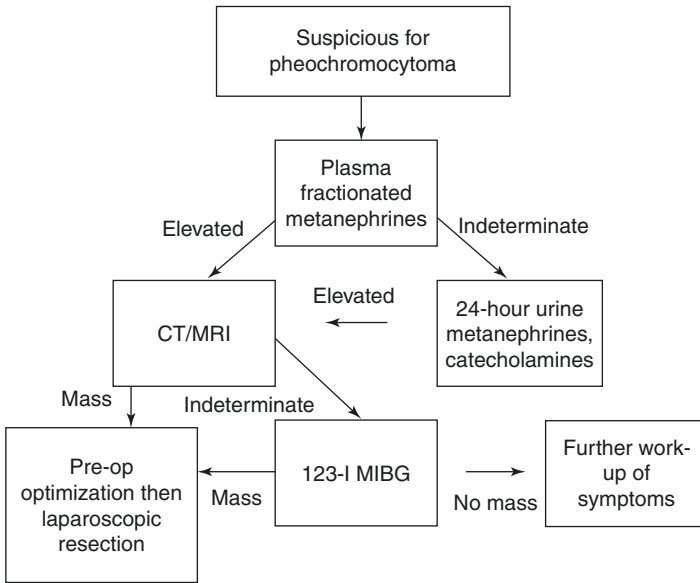 Suspicious for
pheochromocytoma
Plasma
fractionated
metanephrines
Elevated
Indeterminate
CT/MRI
Elevated
24-hour urine
metanephrines,
catecholamines
Mass
Indeterminate
Pre-op
optimization then
laparoscopic
resection
Mass
123-I MIBG
No mass
Further work-
up of
symptoms